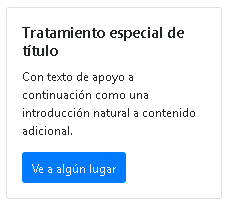 Tratamiento especial de
título
Con texto de apoyo a
continuación como una
introducción natural a contenido
adicional.
Ve a algún lugar